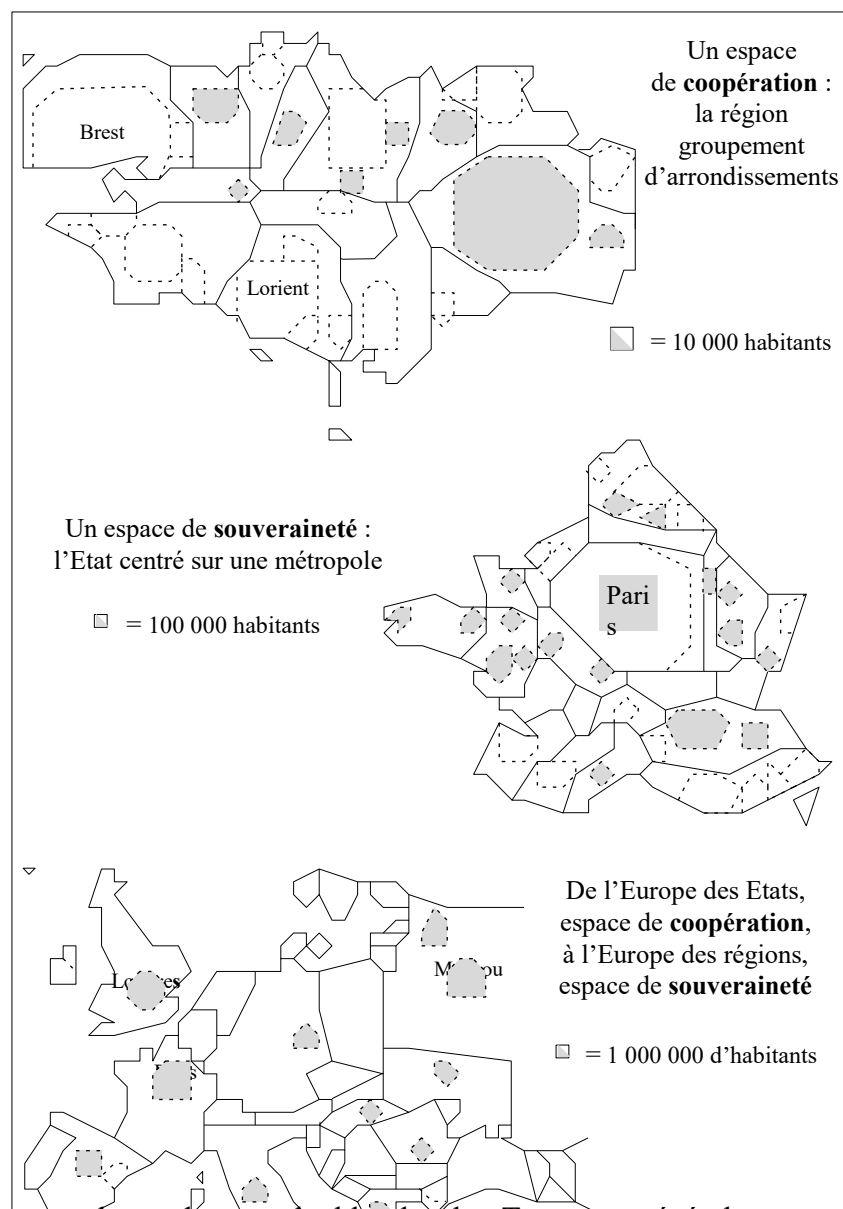 Un espace
de coopération :
la région
groupement
d’arrondissements
Brest
Lorient
= 10 000 habitants
Un espace de souveraineté :
l’Etat centré sur une métropole
= 100 000 habitants
Pari
s
De l’Europe des Etats,
espace de coopération,
à l’Europe des régions,
espace de souveraineté
= 1 000 000 d’habitants